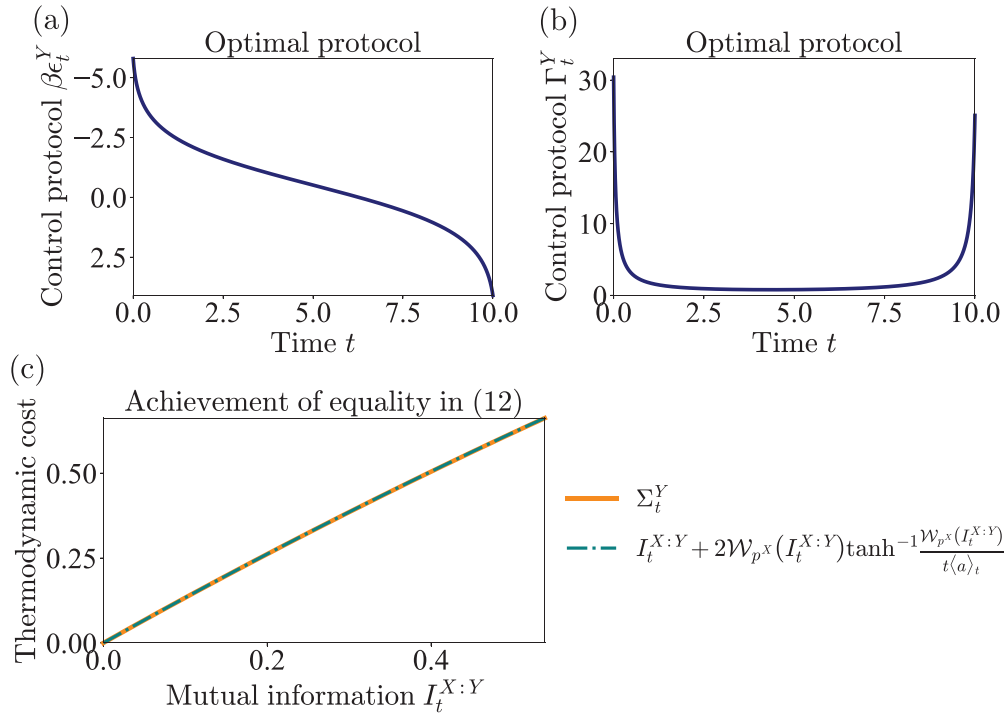 (a)
Optimal protocol
Control protocol βϵ_t^Y
−5.0
−2.5
0.0
2.5
0.0 2.5 5.0 7.5 10.0
Time t
(b)
Optimal protocol
Control protocol Γ_t^Y
30
20
10
0
0.0 2.5 5.0 7.5 10.0
Time t
(c)
Achievement of equality in (12)
Thermodynamic cost
0.50
0.25
0.00
0.0 0.2 0.4
Mutual information I_t^{X:Y}
Σ_t^Y
I_t^{X:Y} + 2𝒲_{p^X}(I_t^{X:Y})tanh^{−1} 𝒲_{p^X}(I_t^{X:Y}) / t⟨a⟩_t